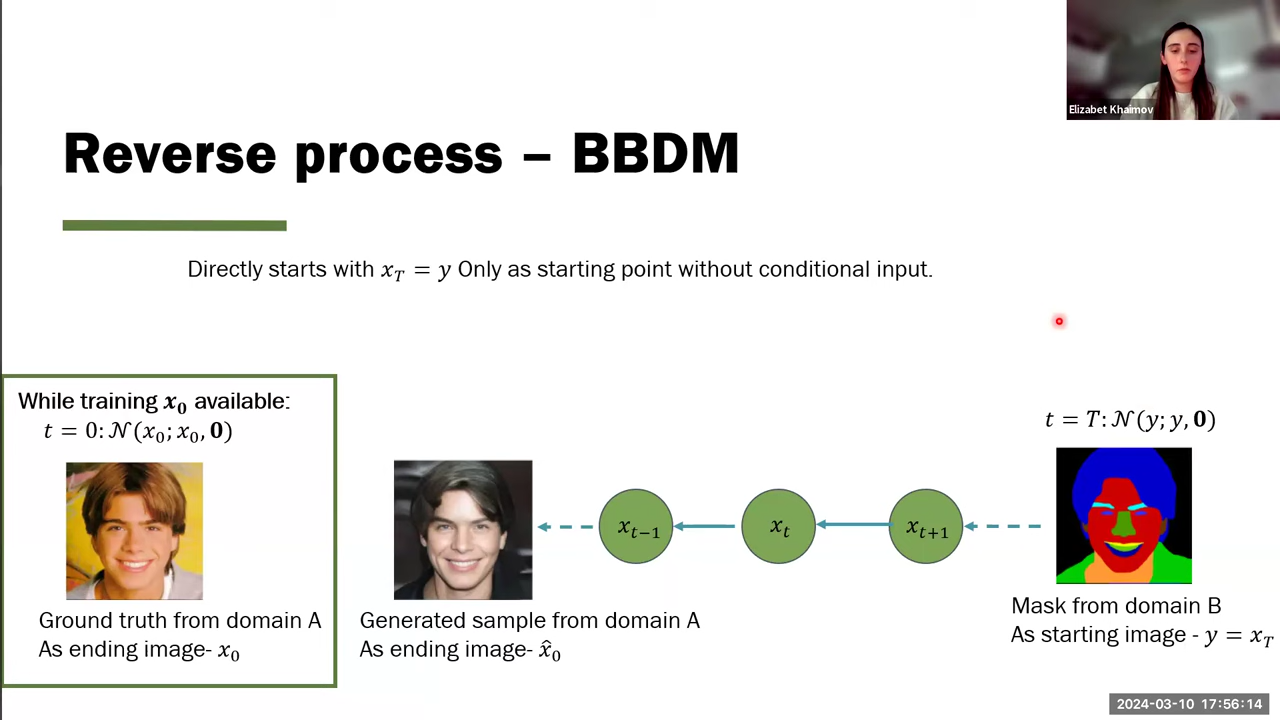 Elizabet Khaimov
Reverse process – BBDM
Directly starts with x_T = y Only as starting point without conditional input.
While training x_0 available:
t = 0: 𝒩(x_0; x_0, 0)
Ground truth from domain A
As ending image- x_0
Generated sample from domain A
As ending image- x̂_0
x_{t−1}
x_t
x_{t+1}
t = T: 𝒩(y; y, 0)
Mask from domain B
As starting image - y = x_T
2024-03-10 17:56:14